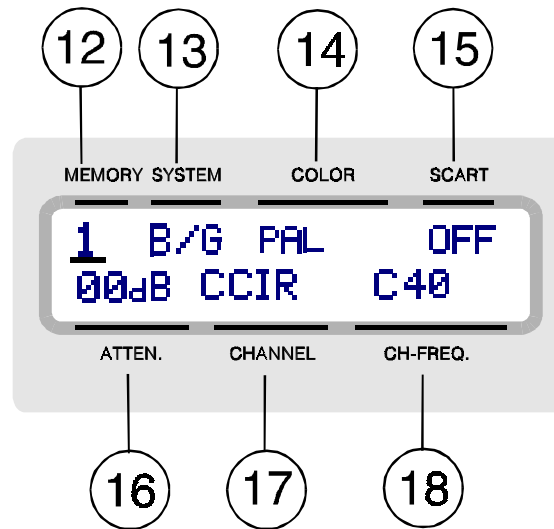 12 13 14 15
MEMORY SYSTEM COLOR SCART
1 B/G PAL OFF
00dB CCIR C40
ATTEN. CHANNEL CH-FREQ.
16 17 18